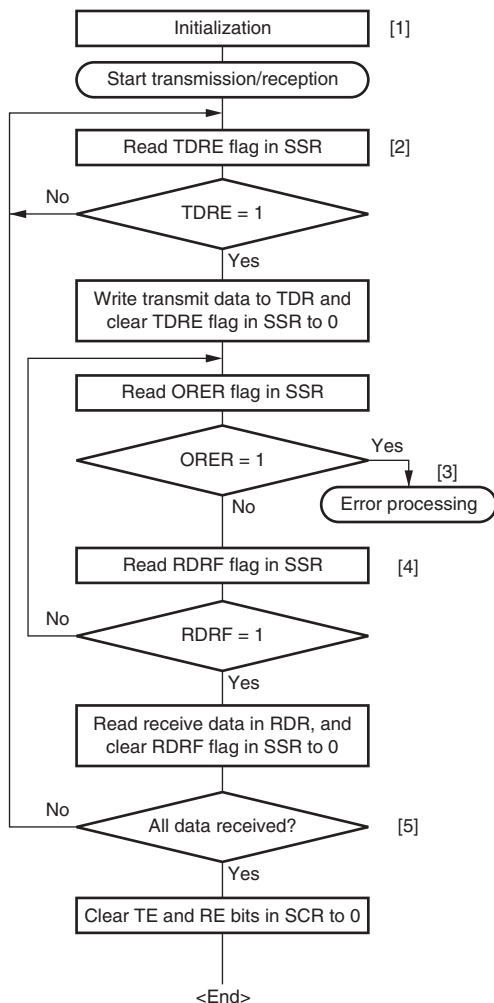 Initialization [1]
Start transmission/reception
Read TDRE flag in SSR [2]
No
TDRE = 1
Yes
Write transmit data to TDR and
clear TDRE flag in SSR to 0
Read ORER flag in SSR
Yes
ORER = 1
[3]
Error processing
No
Read RDRF flag in SSR [4]
No
RDRF = 1
Yes
Read receive data in RDR, and
clear RDRF flag in SSR to 0
No
All data received? [5]
Yes
Clear TE and RE bits in SCR to 0
<End>